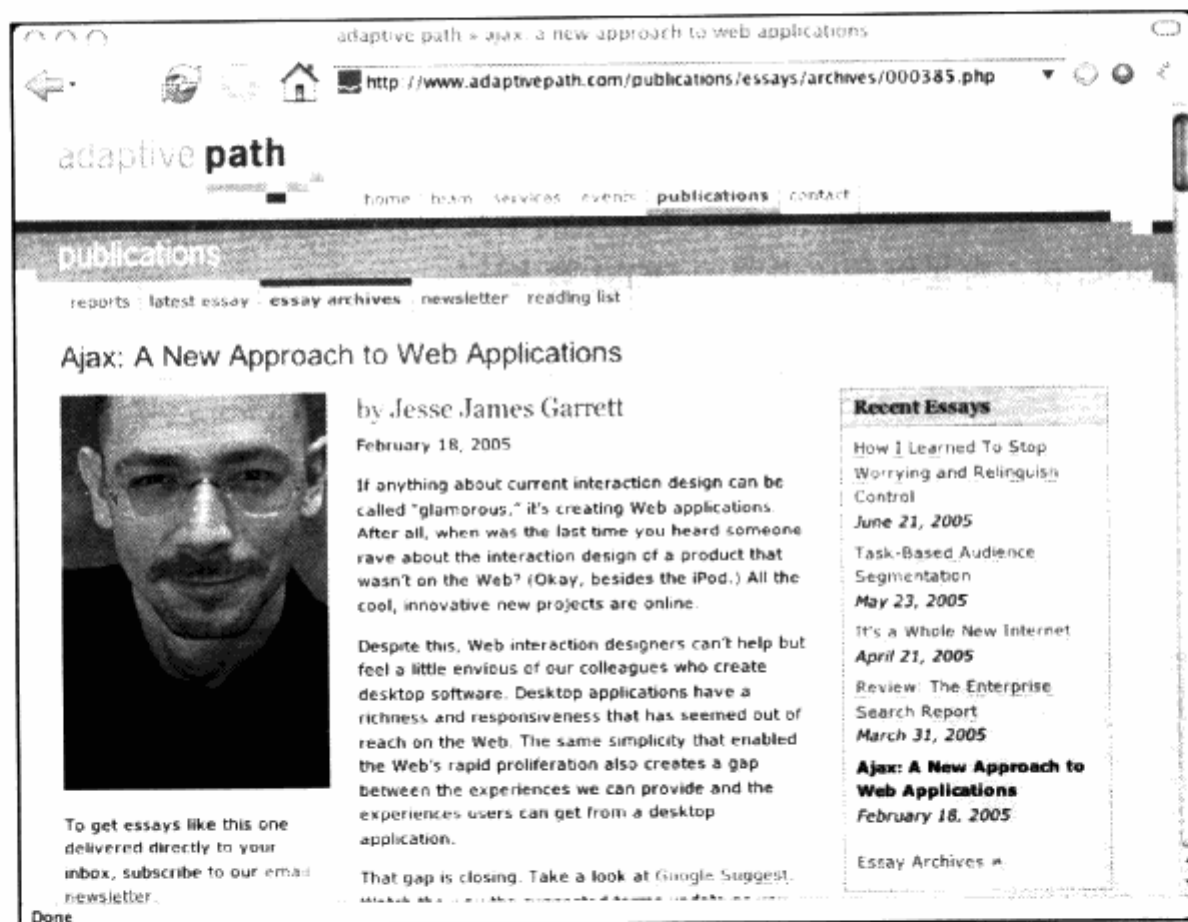 adaptive path » ajax: a new approach to web applications
http://www.adaptivepath.com/publications/essays/archives/000385.php
adaptive path
home team services events publications contact
publications
reports latest essay essay archives newsletter reading list
Ajax: A New Approach to Web Applications
by Jesse James Garrett
February 18, 2005
If anything about current interaction design can be
called "glamorous," it's creating Web applications.
After all, when was the last time you heard someone
rave about the interaction design of a product that
wasn't on the Web? (Okay, besides the iPod.) All the
cool, innovative new projects are online.
Despite this, Web interaction designers can't help but
feel a little envious of our colleagues who create
desktop software. Desktop applications have a
richness and responsiveness that has seemed out of
reach on the Web. The same simplicity that enabled
the Web's rapid proliferation also creates a gap
between the experiences we can provide and the
experiences users can get from a desktop
application.
That gap is closing. Take a look at Google Suggest.
To get essays like this one
delivered directly to your
inbox, subscribe to our email
newsletter.
Recent Essays
How I Learned To Stop
Worrying and Relinguish
Control
June 21, 2005
Task-Based Audience
Segmentation
May 23, 2005
It's a Whole New Internet
April 21, 2005
Review: The Enterprise
Search Report
March 31, 2005
Ajax: A New Approach to
Web Applications
February 18, 2005
Essay Archives »
Done